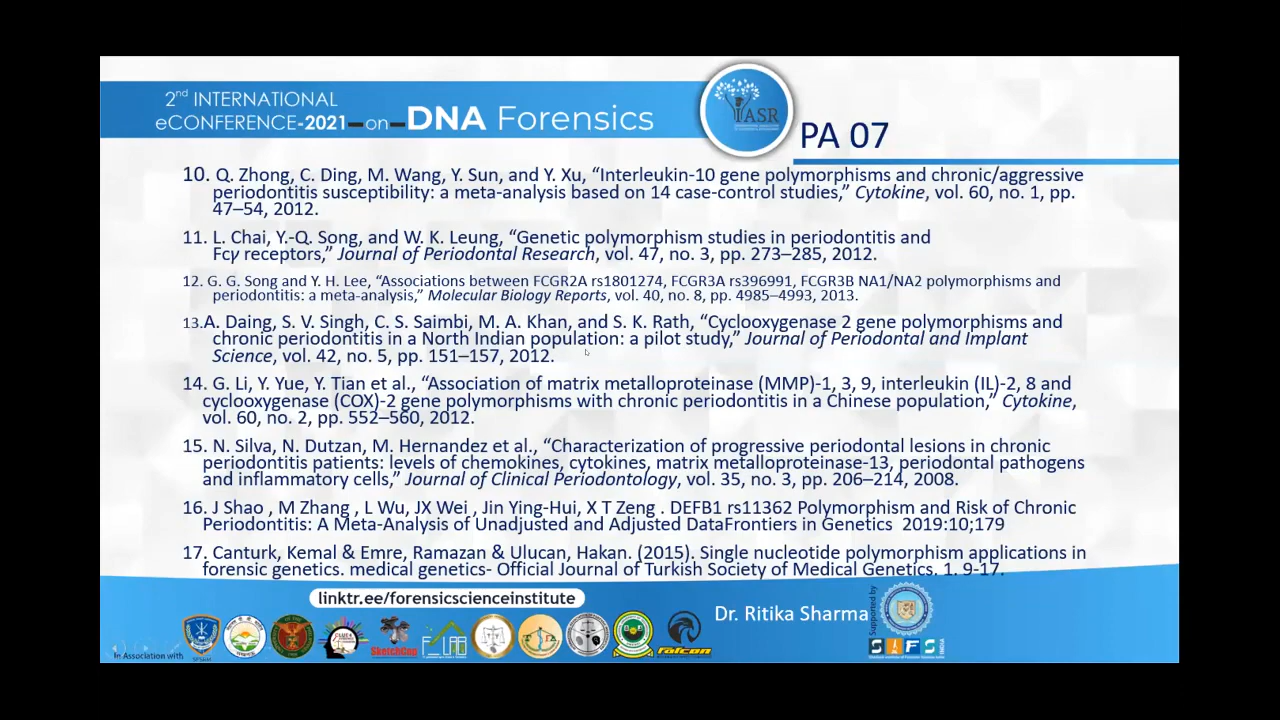 2nd INTERNATIONAL
eCONFERENCE-2021 on DNA Forensics
IASR
PA 07
10. Q. Zhong, C. Ding, M. Wang, Y. Sun, and Y. Xu, “Interleukin-10 gene polymorphisms and chronic/aggressive
periodontitis susceptibility: a meta-analysis based on 14 case-control studies,” Cytokine, vol. 60, no. 1, pp.
47–54, 2012.
11. L. Chai, Y.-Q. Song, and W. K. Leung, “Genetic polymorphism studies in periodontitis and
Fcγ receptors,” Journal of Periodontal Research, vol. 47, no. 3, pp. 273–285, 2012.
12. G. G. Song and Y. H. Lee, “Associations between FCGR2A rs1801274, FCGR3A rs396991, FCGR3B NA1/NA2 polymorphisms and
periodontitis: a meta-analysis,” Molecular Biology Reports, vol. 40, no. 8, pp. 4985–4993, 2013.
13.A. Daing, S. V. Singh, C. S. Saimbi, M. A. Khan, and S. K. Rath, “Cyclooxygenase 2 gene polymorphisms and
chronic periodontitis in a North Indian population: a pilot study,” Journal of Periodontal and Implant
Science, vol. 42, no. 5, pp. 151–157, 2012.
14. G. Li, Y. Yue, Y. Tian et al., “Association of matrix metalloproteinase (MMP)-1, 3, 9, interleukin (IL)-2, 8 and
cyclooxygenase (COX)-2 gene polymorphisms with chronic periodontitis in a Chinese population,” Cytokine,
vol. 60, no. 2, pp. 552–560, 2012.
15. N. Silva, N. Dutzan, M. Hernandez et al., “Characterization of progressive periodontal lesions in chronic
periodontitis patients: levels of chemokines, cytokines, matrix metalloproteinase-13, periodontal pathogens
and inflammatory cells,” Journal of Clinical Periodontology, vol. 35, no. 3, pp. 206–214, 2008.
16. J Shao , M Zhang , L Wu, JX Wei , Jin Ying-Hui, X T Zeng . DEFB1 rs11362 Polymorphism and Risk of Chronic
Periodontitis: A Meta-Analysis of Unadjusted and Adjusted DataFrontiers in Genetics 2019:10;179
17. Canturk, Kemal & Emre, Ramazan & Ulucan, Hakan. (2015). Single nucleotide polymorphism applications in
forensic genetics. medical genetics- Official Journal of Turkish Society of Medical Genetics. 1. 9-17.
linktr.ee/forensicscienceinstitute
Dr. Ritika Sharma
Supported by
In Association with
SketchCop
falcon
SIFS
INDIA